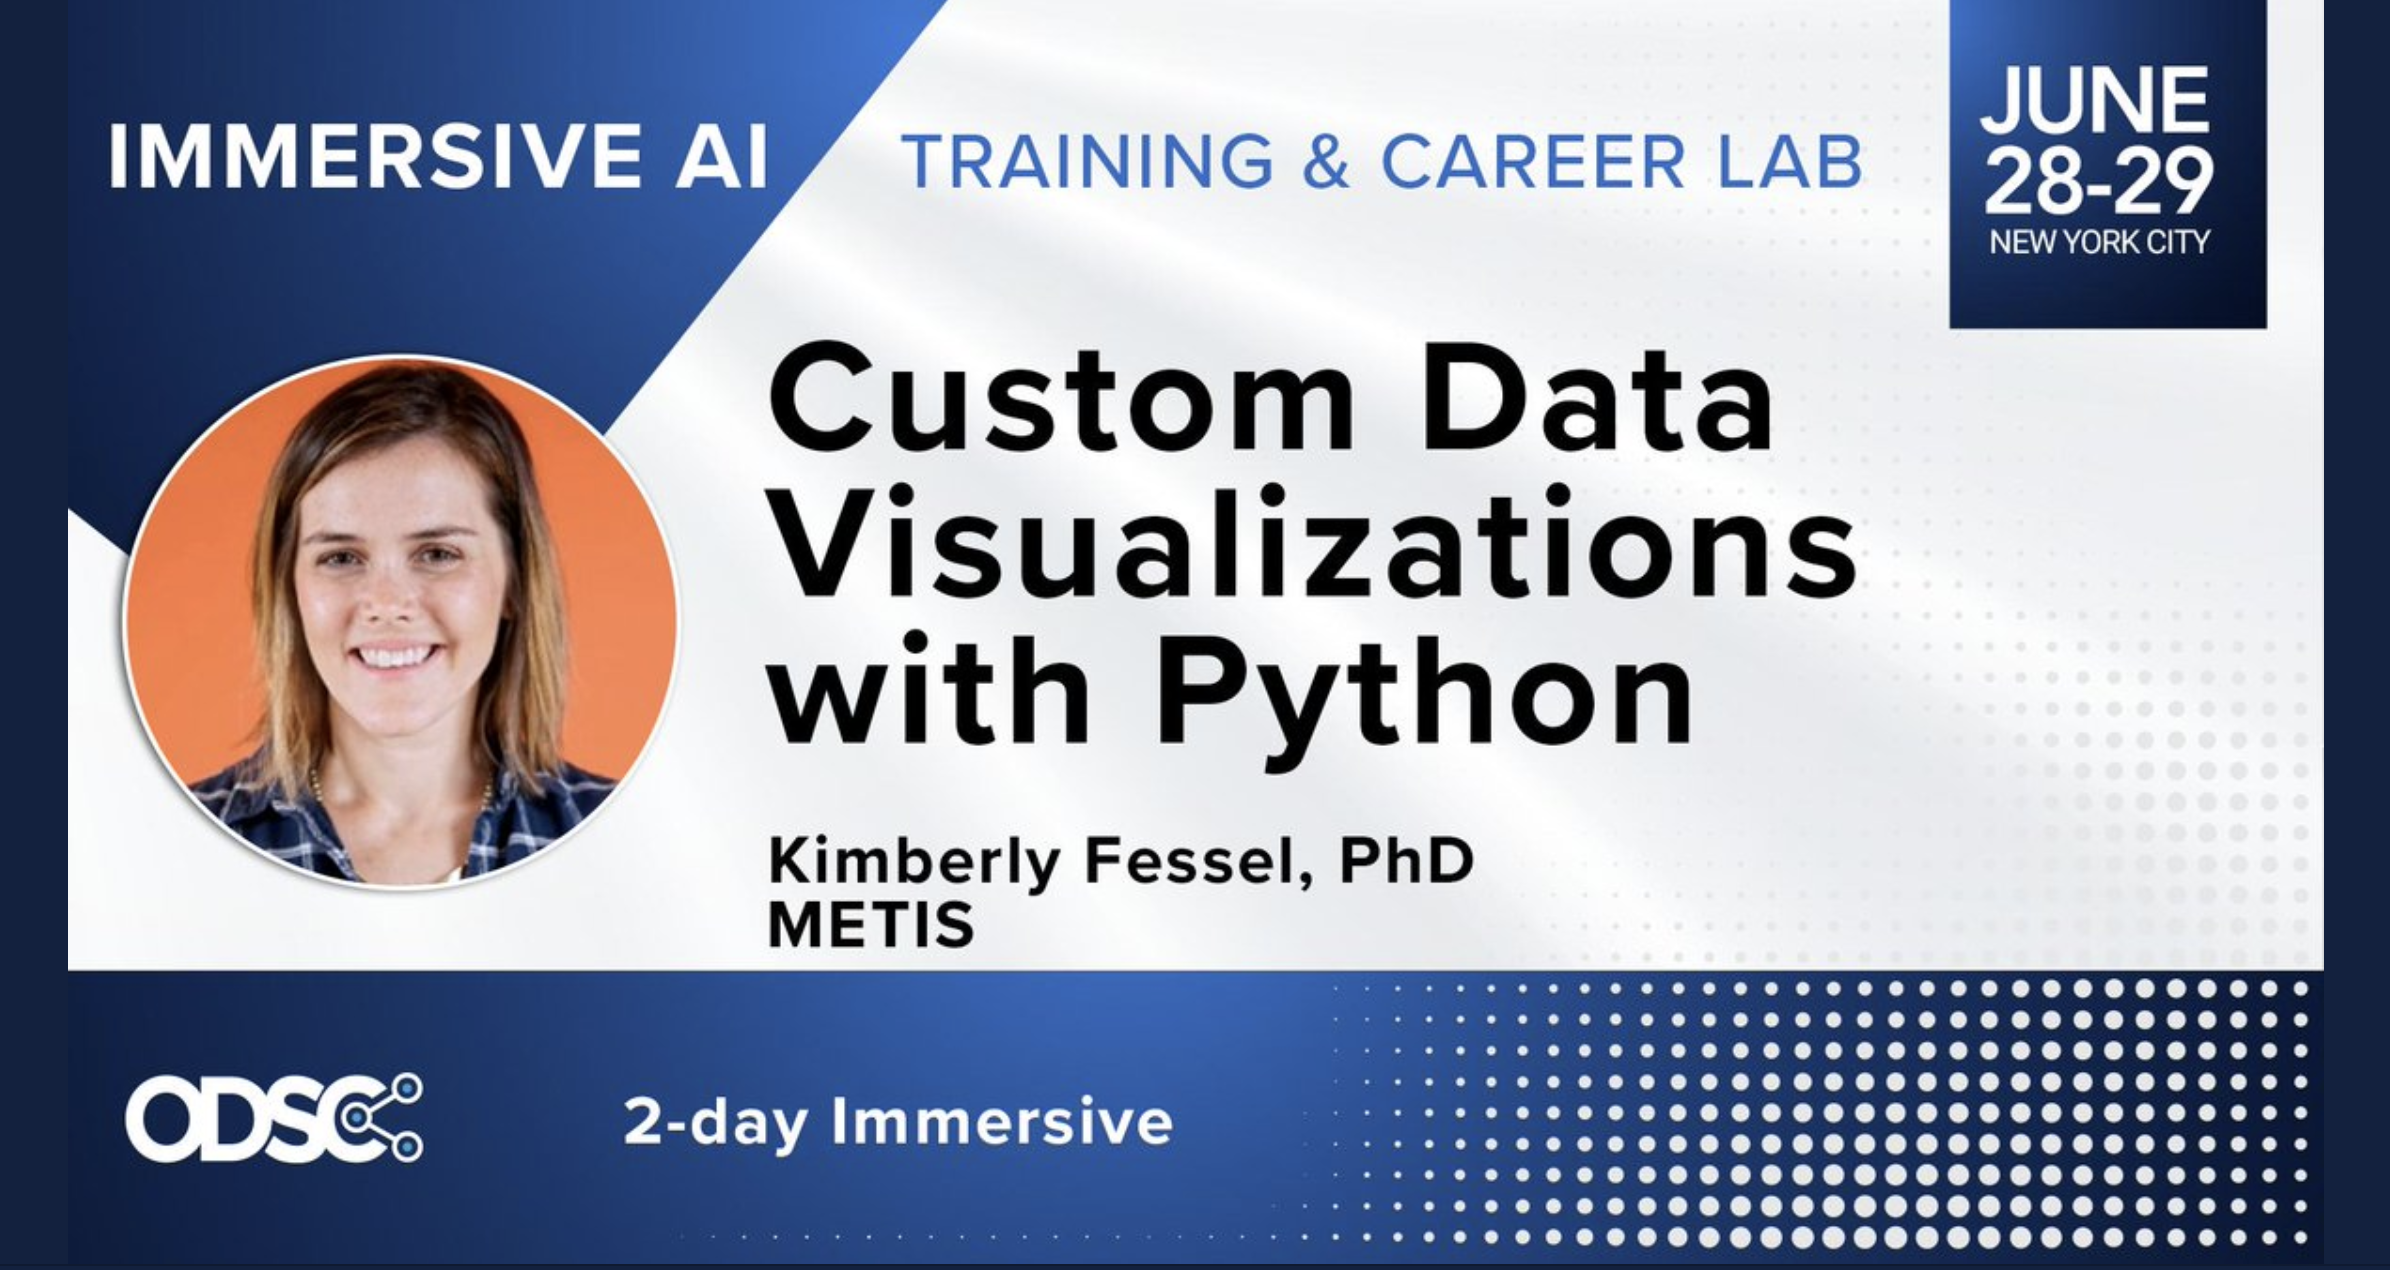 IMMERSIVE AI
TRAINING & CAREER LAB
JUNE
28-29
NEW YORK CITY
Custom Data
Visualizations
with Python
Kimberly Fessel, PhD
METIS
ODSC
2-day Immersive